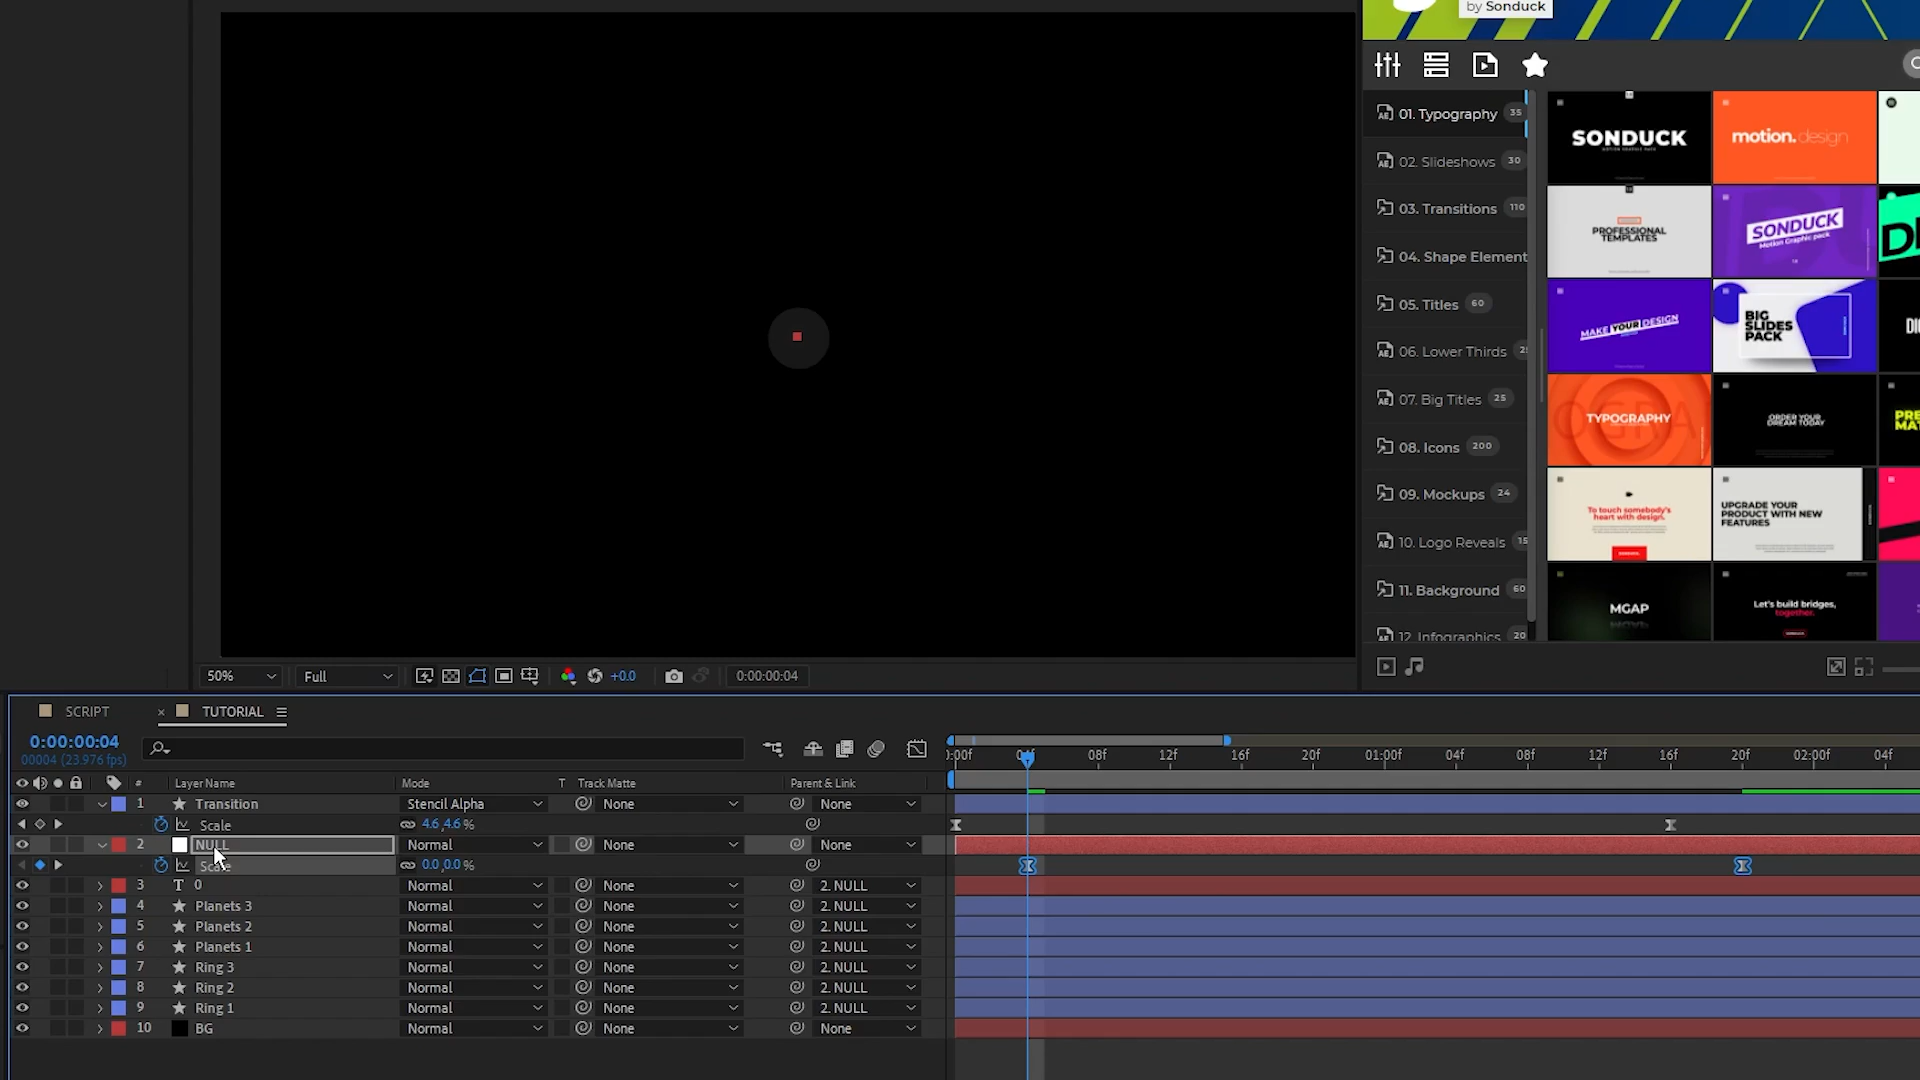 by Sonduck
01. Typography 35
02. Slideshows 30
03. Transitions 110
04. Shape Element
05. Titles 60
06. Lower Thirds
07. Big Titles 25
08. Icons 200
09. Mockups 24
10. Logo Reveals 15
11. Background 60
12. Infographics 20
SONDUCK
MOTION GRAPHIC PACK
motion.design
PROFESSIONAL
TEMPLATES
SONDUCK
Motion Graphic pack
MAKE YOUR DESIGN
BIG
SLIDES
PACK
TYPOGRAPHY
ORDER YOUR
DREAM TODAY
To touch somebody's
heart with design.
UPGRADE YOUR
PRODUCT WITH NEW
FEATURES
MGAP
Let's build bridges,
together.
50% Full +0.0 0:00:00:04
SCRIPT × TUTORIAL
0:00:00:04
00004 (23.976 fps)
:00f 04f 08f 12f 16f 20f 01:00f 04f 08f 12f 16f 20f 02:00f 04f
# Layer Name Mode T Track Matte Parent & Link
1 Transition Stencil Alpha None None
Scale 4.6,4.6 %
2 NULL Normal None None
Scale 0.0,0.0 %
3 T 0 Normal None 2. NULL
4 Planets 3 Normal None 2. NULL
5 Planets 2 Normal None 2. NULL
6 Planets 1 Normal None 2. NULL
7 Ring 3 Normal None 2. NULL
8 Ring 2 Normal None 2. NULL
9 Ring 1 Normal None 2. NULL
10 BG Normal None None